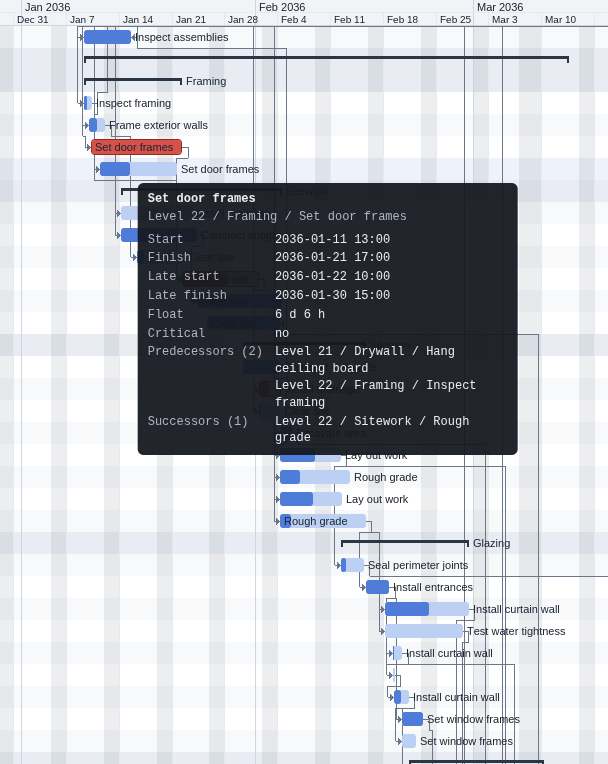 Jan 2036 Feb 2036 Mar 2036
Dec 31 Jan 7 Jan 14 Jan 21 Jan 28 Feb 4 Feb 11 Feb 18 Feb 25 Mar 3 Mar 10
Inspect assemblies
Framing
Inspect framing
Frame exterior walls
Set door frames
Set door frames
Set door frames
Level 22 / Framing / Set door frames
Start 2036-01-11 13:00
Finish 2036-01-21 17:00
Late start 2036-01-22 10:00
Late finish 2036-01-30 15:00
Float 6 d 6 h
Critical no
Predecessors (2) Level 21 / Drywall / Hang
ceiling board
Level 22 / Framing / Inspect
framing
Successors (1) Level 22 / Sitework / Rough
grade
Lay out work
Rough grade
Lay out work
Rough grade
Glazing
Seal perimeter joints
Install entrances
Install curtain wall
Test water tightness
Install curtain wall
Install curtain wall
Set window frames
Set window frames